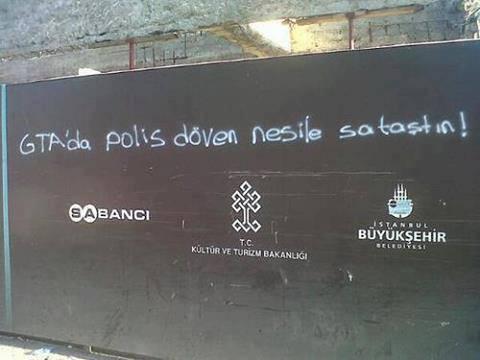 GTA'da polis döven nesile sataştın!
SABANCI
T.C.
KÜLTÜR VE TURİZM BAKANLIĞI
İSTANBUL
BÜYÜKŞEHİR
BELEDİYESİ